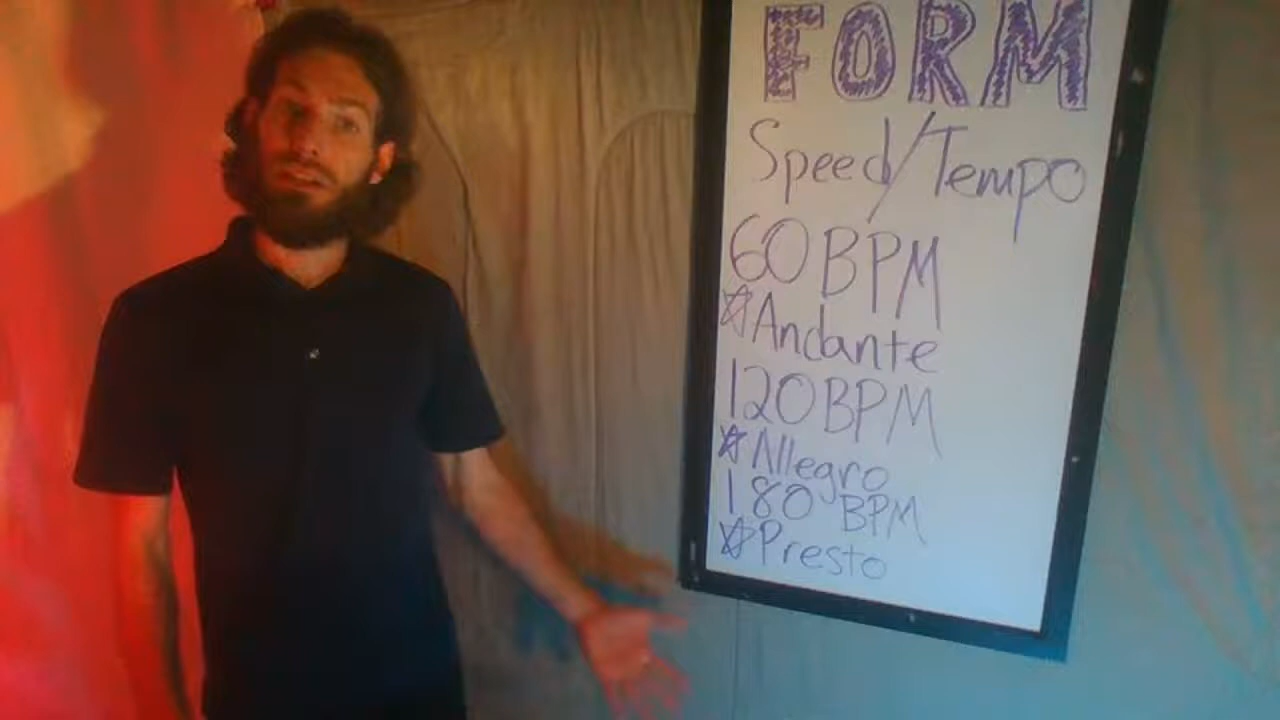 FORM
Speed/Tempo
60 BPM
☆Andante
120 BPM
☆Allegro
180 BPM
☆Presto